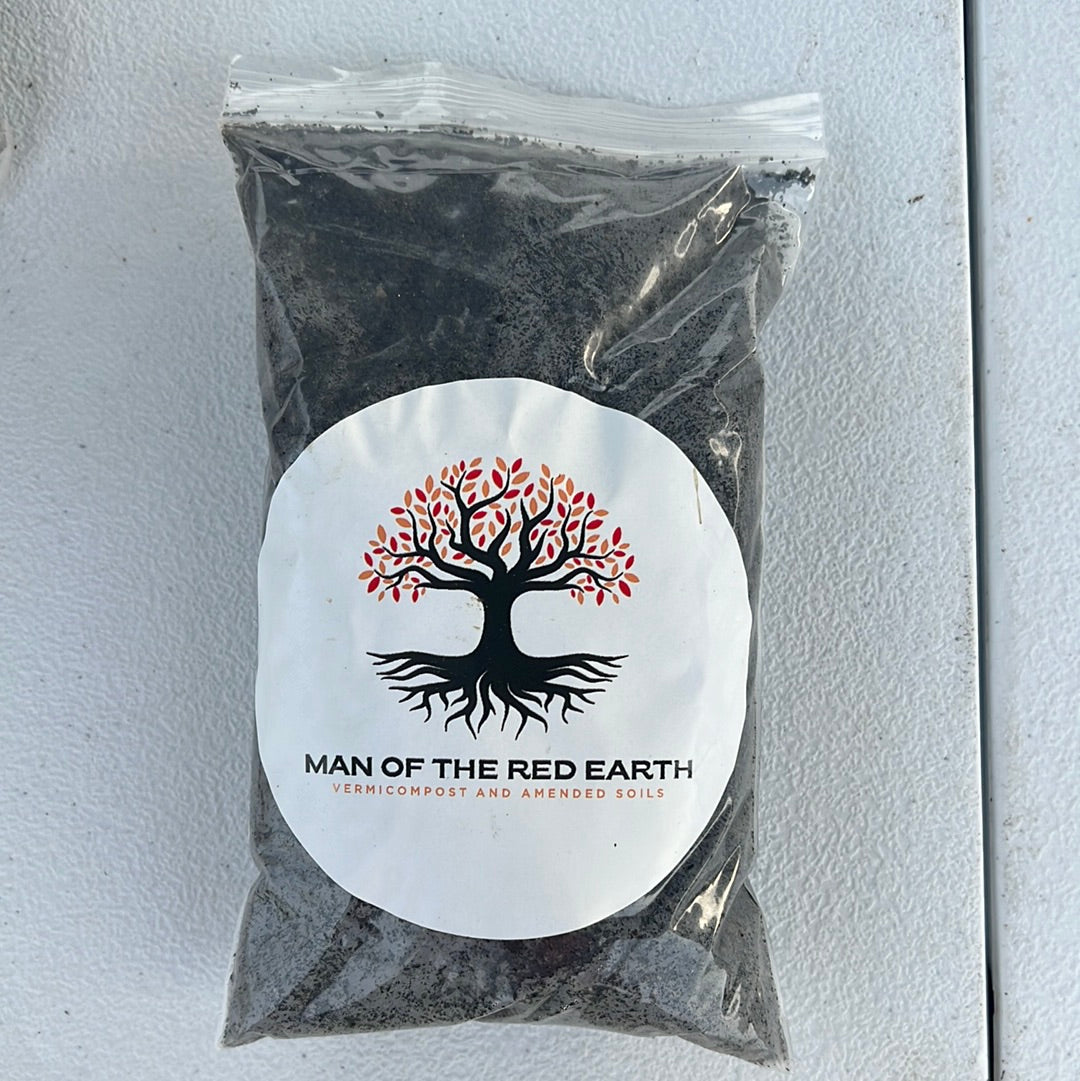 MAN OF THE RED EARTH
VERMICOMPOST AND AMENDED SOILS